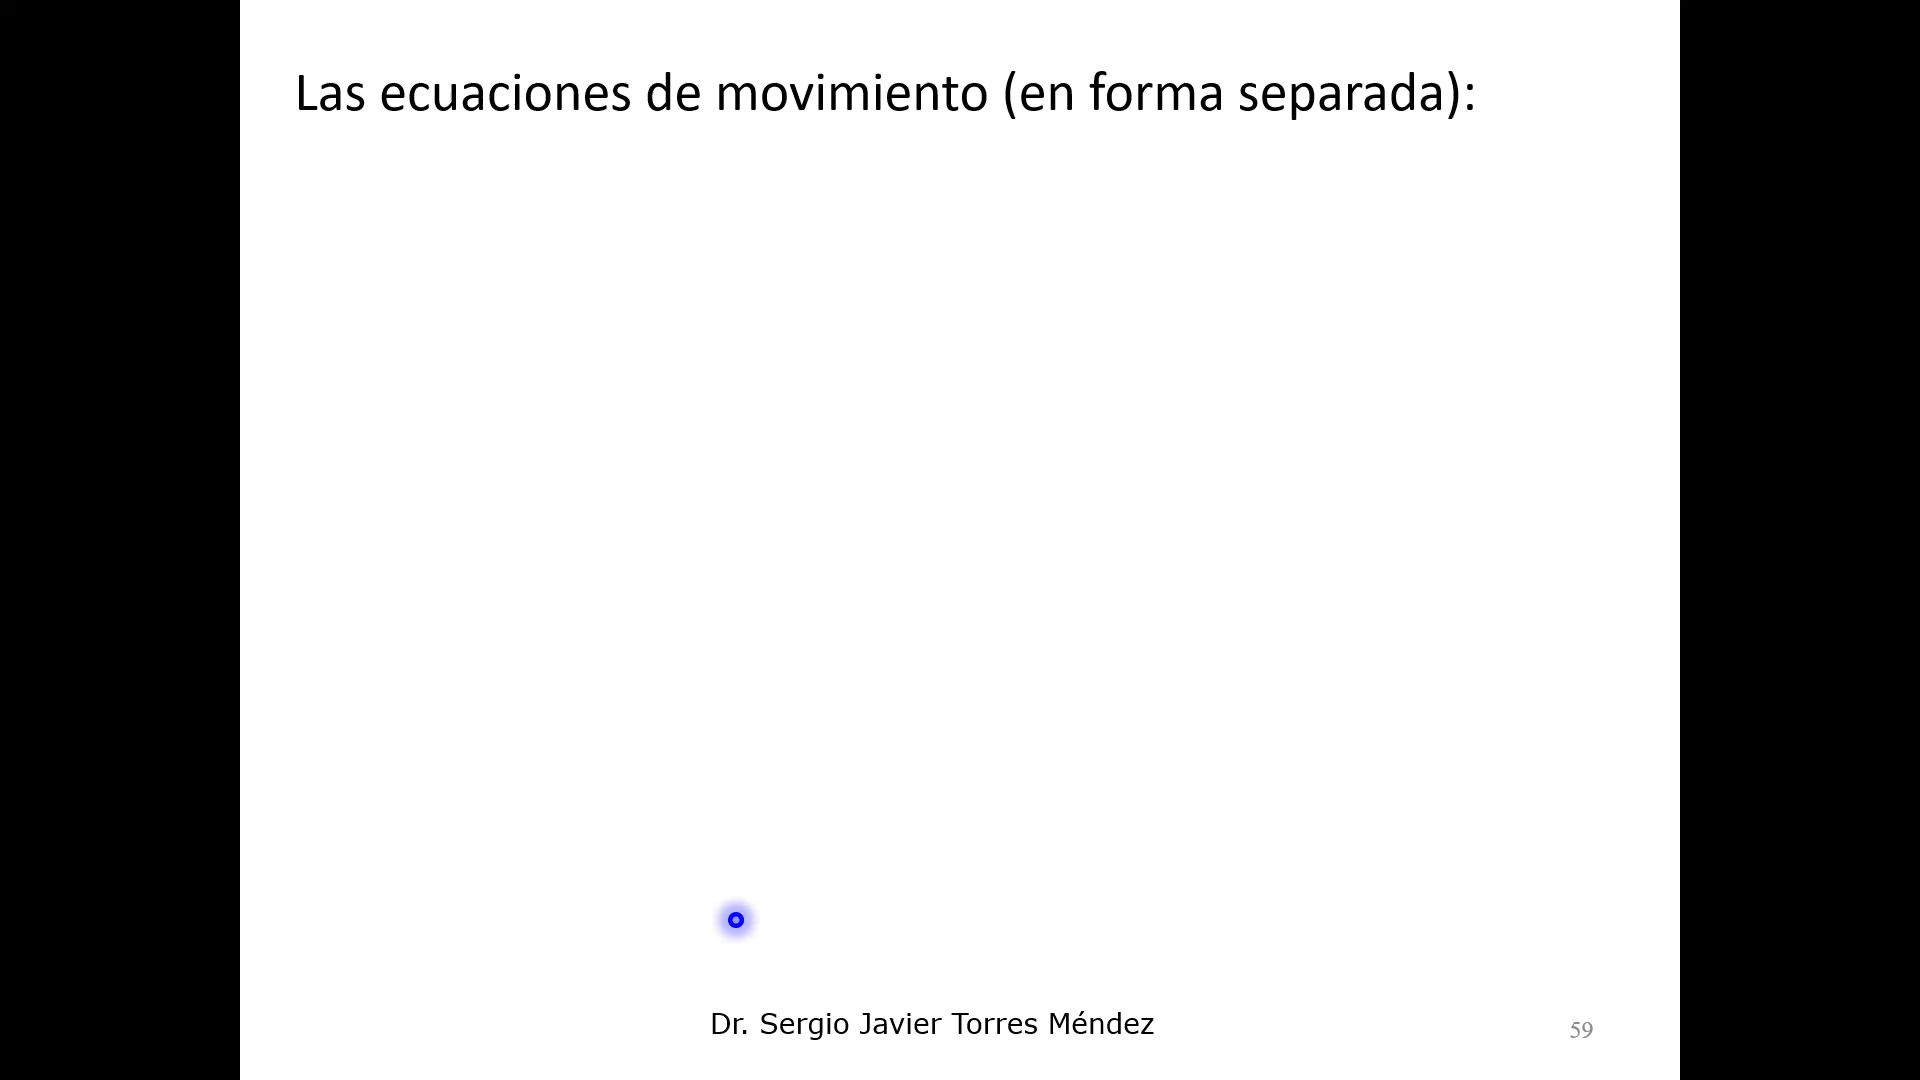 Las ecuaciones de movimiento (en forma separada):
Dr. Sergio Javier Torres Méndez
59